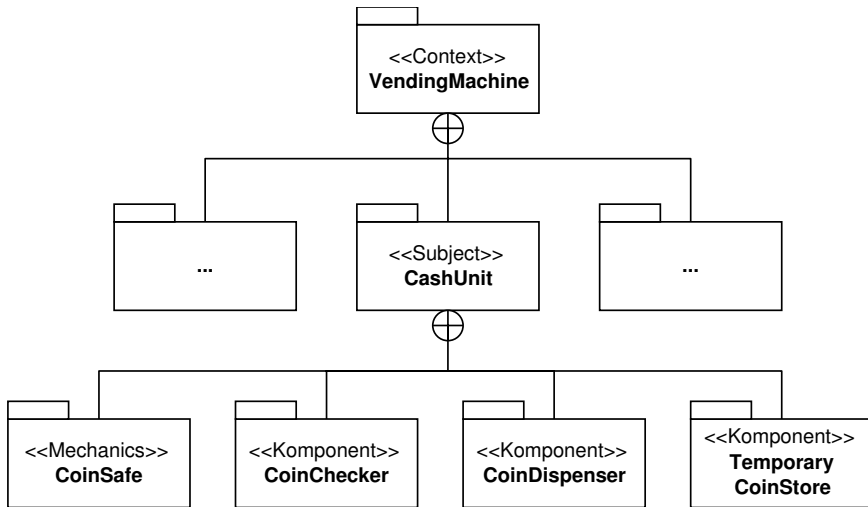 <<Context>>
VendingMachine
...
<<Subject>>
CashUnit
...
<<Mechanics>>
CoinSafe
<<Komponent>>
CoinChecker
<<Komponent>>
CoinDispenser
<<Komponent>>
Temporary
CoinStore